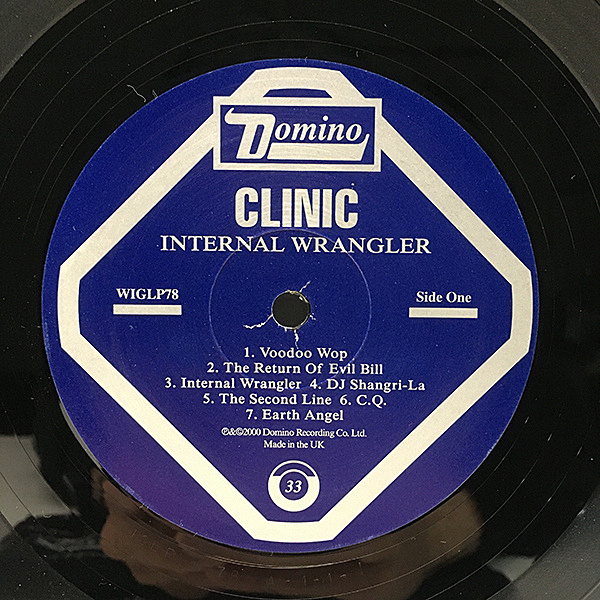 Domino
CLINIC
INTERNAL WRANGLER
WIGLP78
Side One
1. Voodoo Wop
2. The Return Of Evil Bill
3. Internal Wrangler 4. DJ Shangri-La
5. The Second Line 6. C.Q.
7. Earth Angel
℗&©2000 Domino Recording Co. Ltd.
Made in the UK
33